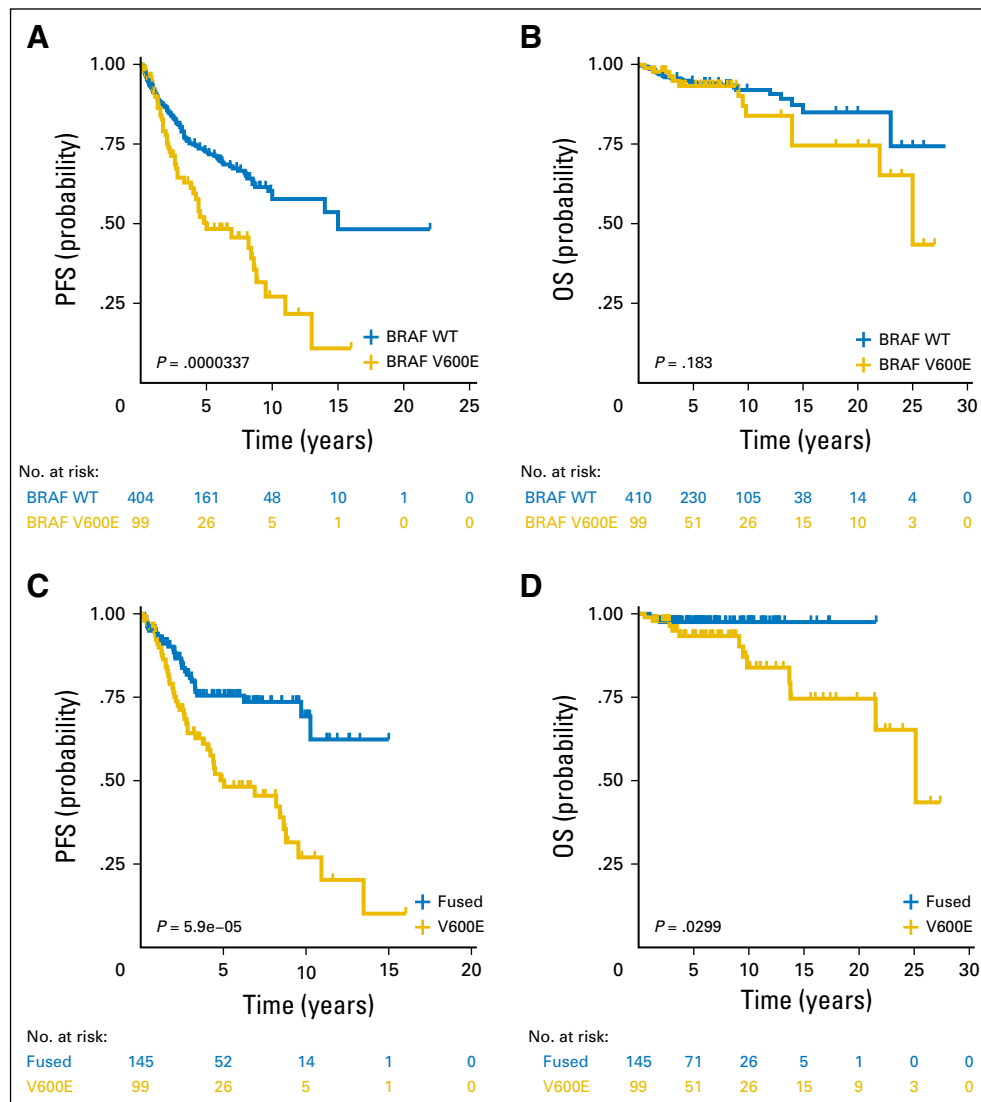 A
1.00
.75
.50
.25
0
5
10
15
20
25
PFS (probability)
Time (years)
P = .0000337
BRAF WT
BRAF V600E
No. at risk:
BRAF WT 404 161 48 10 1 0
BRAF V600E 99 26 5 1 0 0
B
1.00
.75
.50
.25
0
5
10
15
20
25
30
OS (probability)
Time (years)
P = .183
BRAF WT
BRAF V600E
No. at risk:
BRAF WT 410 230 105 38 14 4 0
BRAF V600E 99 51 26 15 10 3 0
C
1.00
.75
.50
.25
0
5
10
15
20
PFS (probability)
Time (years)
P = 5.9e–05
Fused
V600E
No. at risk:
Fused 145 52 14 1 0
V600E 99 26 5 1 0
D
1.00
.75
.50
.25
0
5
10
15
20
25
30
OS (probability)
Time (years)
P = .0299
Fused
V600E
No. at risk:
Fused 145 71 26 5 1 0 0
V600E 99 51 26 15 9 3 0